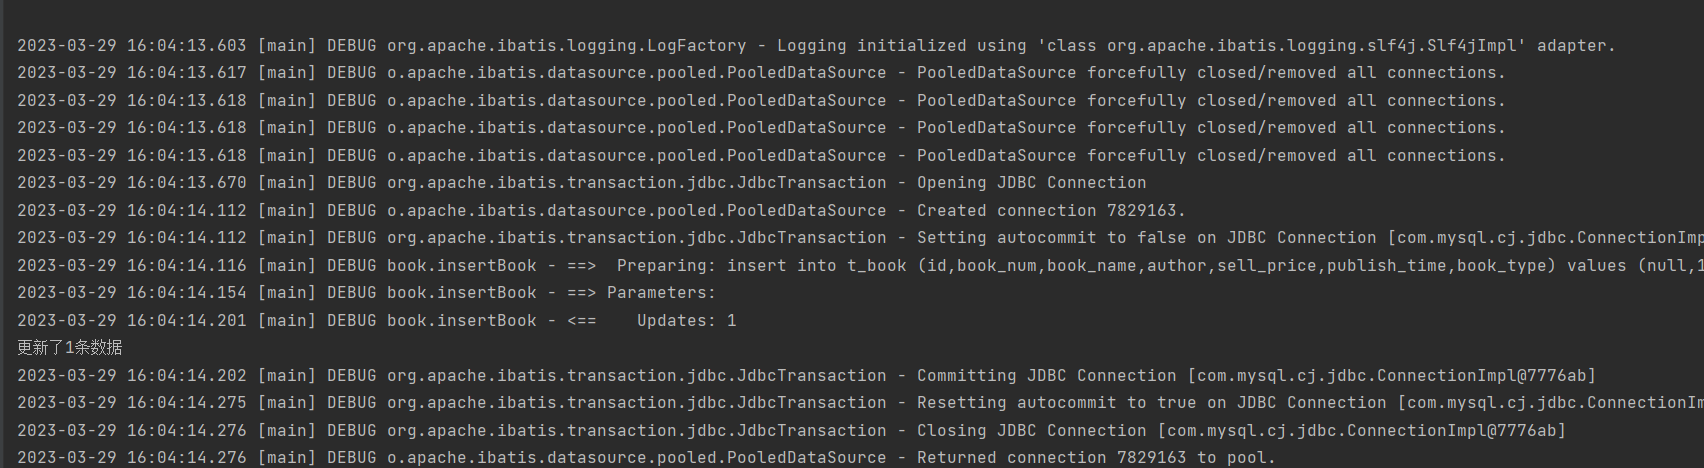 2023-03-29 16:04:13.603 [main] DEBUG org.apache.ibatis.logging.LogFactory - Logging initialized using 'class org.apache.ibatis.logging.slf4j.Slf4jImpl' adapter.
2023-03-29 16:04:13.617 [main] DEBUG o.apache.ibatis.datasource.pooled.PooledDataSource - PooledDataSource forcefully closed/removed all connections.
2023-03-29 16:04:13.618 [main] DEBUG o.apache.ibatis.datasource.pooled.PooledDataSource - PooledDataSource forcefully closed/removed all connections.
2023-03-29 16:04:13.618 [main] DEBUG o.apache.ibatis.datasource.pooled.PooledDataSource - PooledDataSource forcefully closed/removed all connections.
2023-03-29 16:04:13.618 [main] DEBUG o.apache.ibatis.datasource.pooled.PooledDataSource - PooledDataSource forcefully closed/removed all connections.
2023-03-29 16:04:13.670 [main] DEBUG org.apache.ibatis.transaction.jdbc.JdbcTransaction - Opening JDBC Connection
2023-03-29 16:04:14.112 [main] DEBUG o.apache.ibatis.datasource.pooled.PooledDataSource - Created connection 7829163.
2023-03-29 16:04:14.112 [main] DEBUG org.apache.ibatis.transaction.jdbc.JdbcTransaction - Setting autocommit to false on JDBC Connection [com.mysql.cj.jdbc.ConnectionImp
2023-03-29 16:04:14.116 [main] DEBUG book.insertBook - ==>  Preparing: insert into t_book (id,book_num,book_name,author,sell_price,publish_time,book_type) values (null,1
2023-03-29 16:04:14.154 [main] DEBUG book.insertBook - ==> Parameters:
2023-03-29 16:04:14.201 [main] DEBUG book.insertBook - <==    Updates: 1
更新了1条数据
2023-03-29 16:04:14.202 [main] DEBUG org.apache.ibatis.transaction.jdbc.JdbcTransaction - Committing JDBC Connection [com.mysql.cj.jdbc.ConnectionImpl@7776ab]
2023-03-29 16:04:14.275 [main] DEBUG org.apache.ibatis.transaction.jdbc.JdbcTransaction - Resetting autocommit to true on JDBC Connection [com.mysql.cj.jdbc.ConnectionIm
2023-03-29 16:04:14.276 [main] DEBUG org.apache.ibatis.transaction.jdbc.JdbcTransaction - Closing JDBC Connection [com.mysql.cj.jdbc.ConnectionImpl@7776ab]
2023-03-29 16:04:14.276 [main] DEBUG o.apache.ibatis.datasource.pooled.PooledDataSource - Returned connection 7829163 to pool.